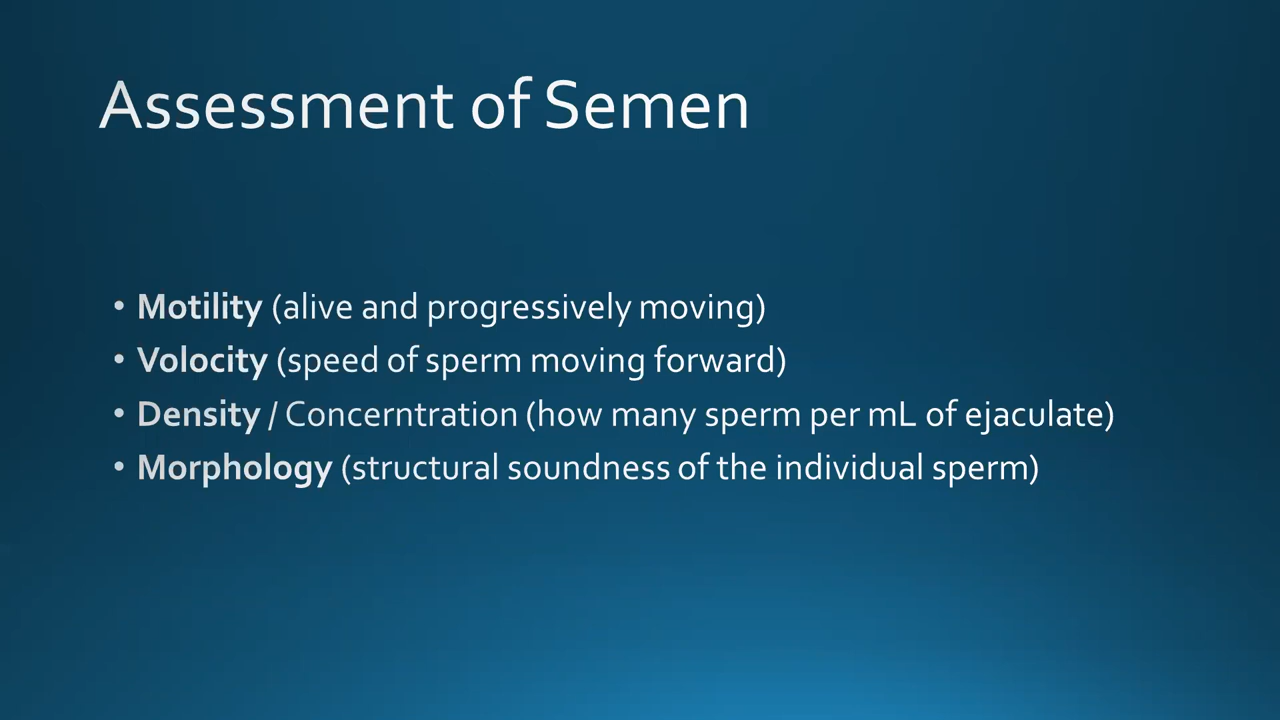 Assessment of Semen
• Motility (alive and progressively moving)
• Volocity (speed of sperm moving forward)
• Density / Concerntration (how many sperm per mL of ejaculate)
• Morphology (structural soundness of the individual sperm)